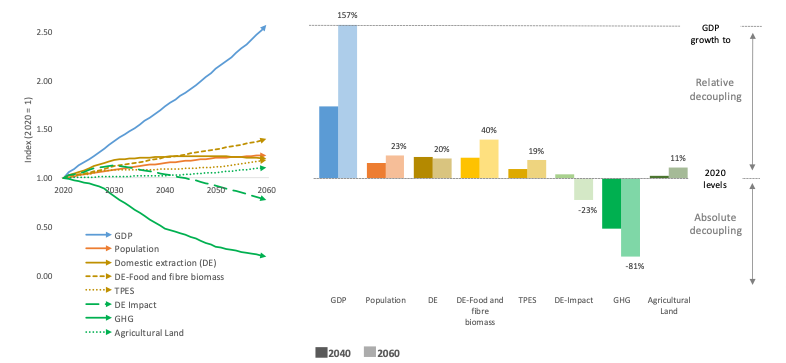 Index (2020 = 1)
2.50
2.00
1.50
1.00
0.50
0.00
2020
2030
2040
2050
2060
GDP
Population
Domestic extraction (DE)
DE-Food and fibre biomass
TPES
DE Impact
GHG
Agricultural Land
157%
23%
20%
40%
19%
-23%
-81%
11%
GDP
growth to
Relative
decoupling
2020
levels
Absolute
decoupling
GDP
Population
DE
DE-Food and
fibre
biomass
TPES
DE-Impact
GHG
Agricultural
Land
2040
2060